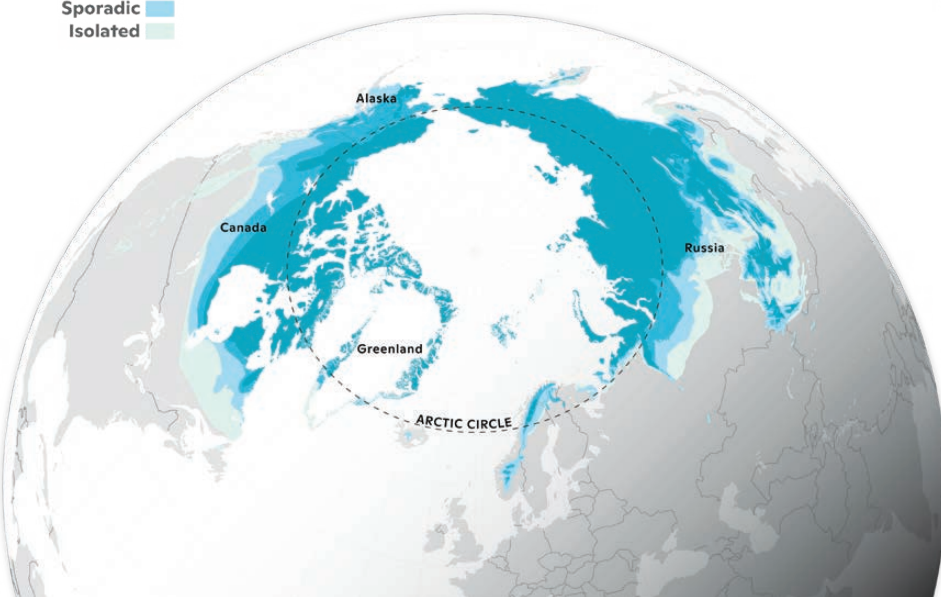 Sporadic
Isolated
Alaska
Canada
Russia
Greenland
ARCTIC CIRCLE